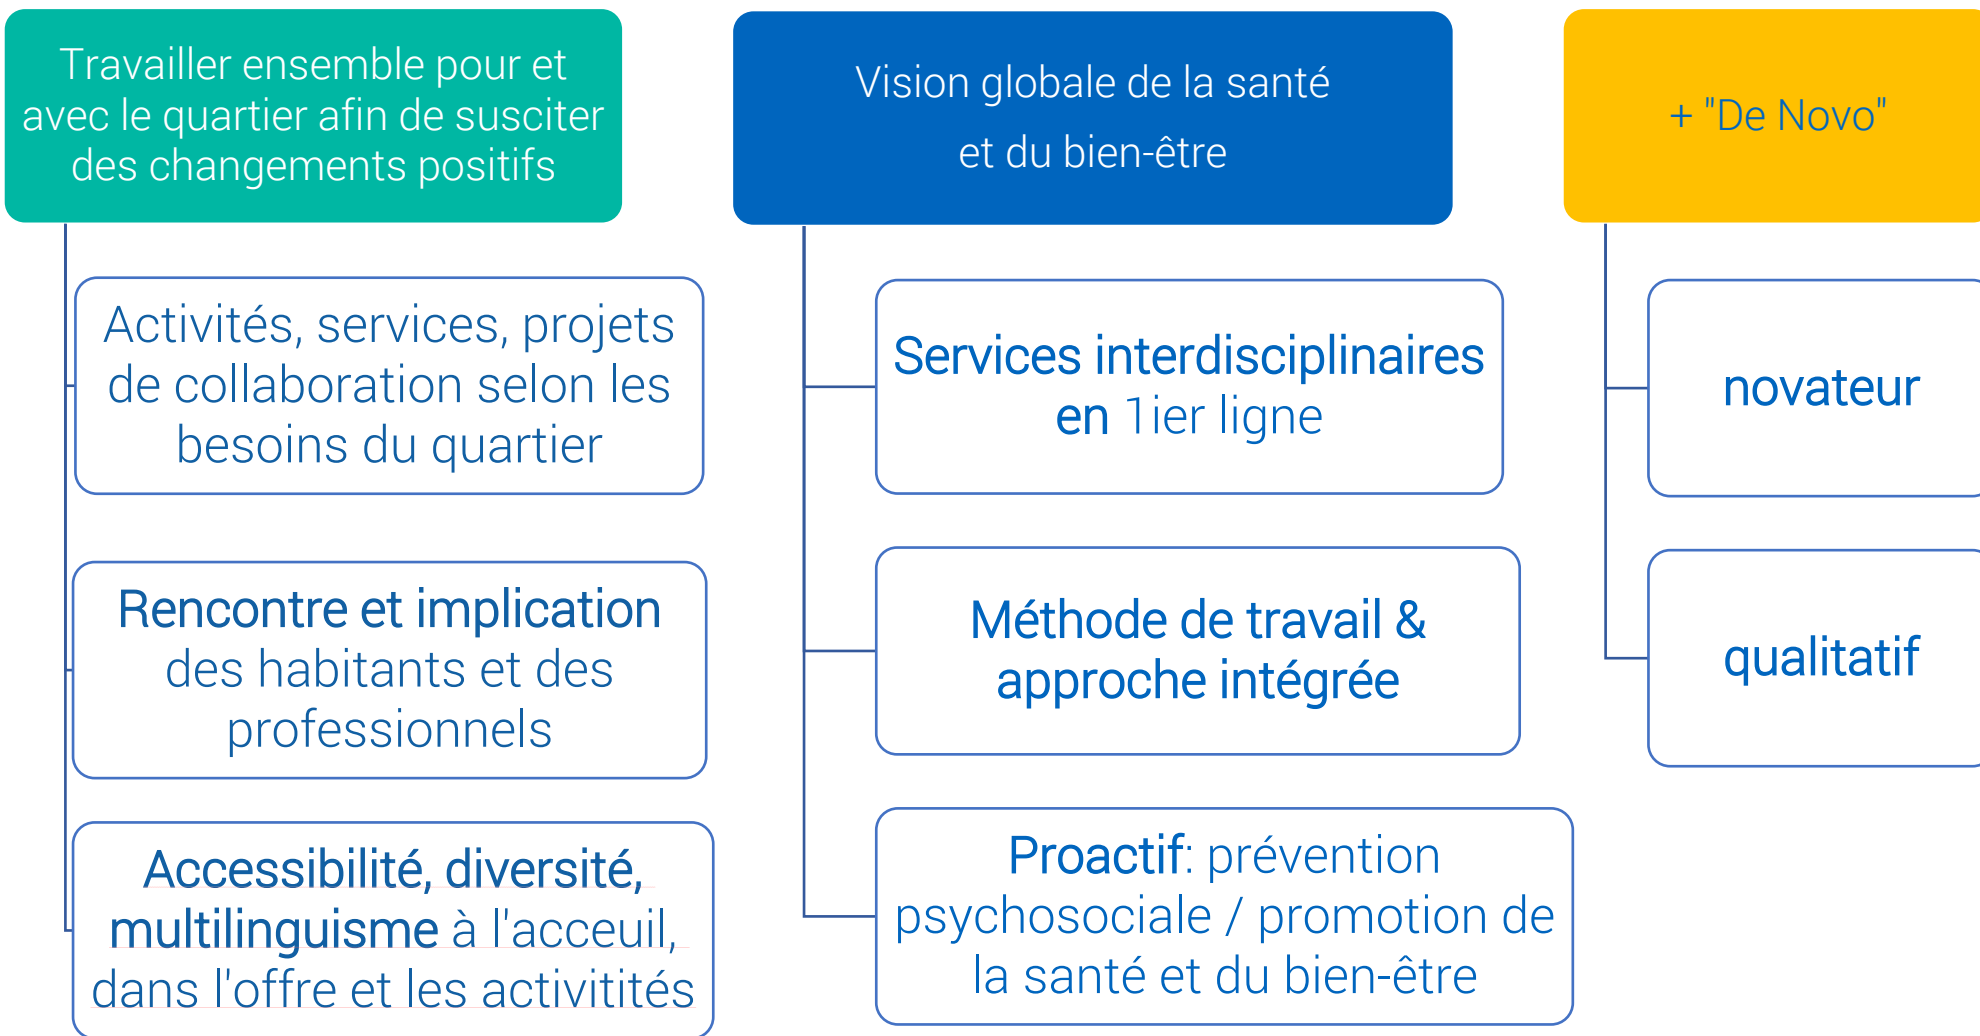 Travailler ensemble pour et
avec le quartier afin de susciter
des changements positifs
Activités, services, projets
de collaboration selon les
besoins du quartier
Rencontre et implication
des habitants et des
professionnels
Accessibilité, diversité,
multilinguisme à l'acceuil,
dans l'offre et les activitités
Vision globale de la santé
et du bien-être
Services interdisciplinaires
en 1ier ligne
Méthode de travail &
approche intégrée
Proactif: prévention
psychosociale / promotion de
la santé et du bien-être
+ "De Novo"
novateur
qualitatif